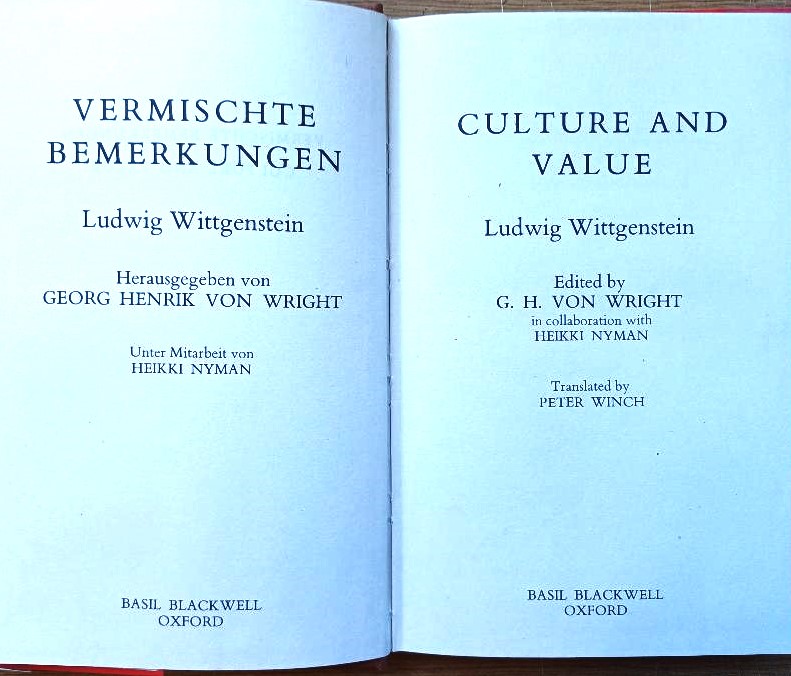 VERMISCHTE
BEMERKUNGEN
Ludwig Wittgenstein
Herausgegeben von
GEORG HENRIK VON WRIGHT
Unter Mitarbeit von
HEIKKI NYMAN
BASIL BLACKWELL
OXFORD
CULTURE AND
VALUE
Ludwig Wittgenstein
Edited by
G. H. VON WRIGHT
in collaboration with
HEIKKI NYMAN
Translated by
PETER WINCH
BASIL BLACKWELL
OXFORD